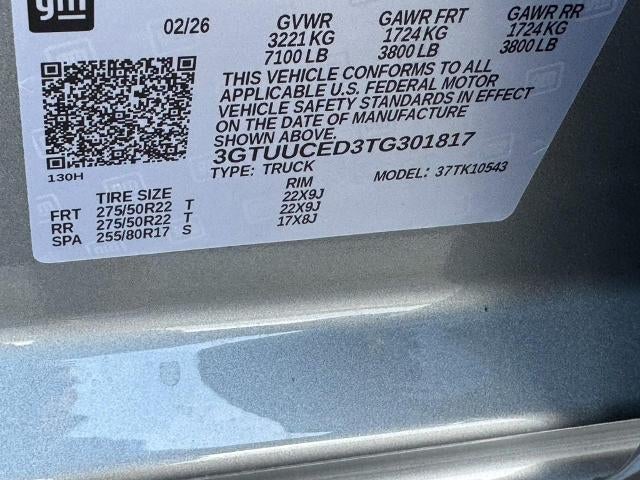 gm
02/26 GVWR GAWR FRT GAWR RR
3221 KG 1724 KG 1724 KG
7100 LB 3800 LB 3800 LB
THIS VEHICLE CONFORMS TO ALL
APPLICABLE U.S. FEDERAL MOTOR
VEHICLE SAFETY STANDARDS IN EFFECT
ON THE DATE OF MANUFACTURE
SHOWN ABOVE.
3GTUUCED3TG301817
130H TYPE: TRUCK MODEL: 37TK10543
TIRE SIZE RIM
FRT 275/50R22 T 22X9J
RR 275/50R22 T 22X9J
SPA 255/80R17 S 17X8J